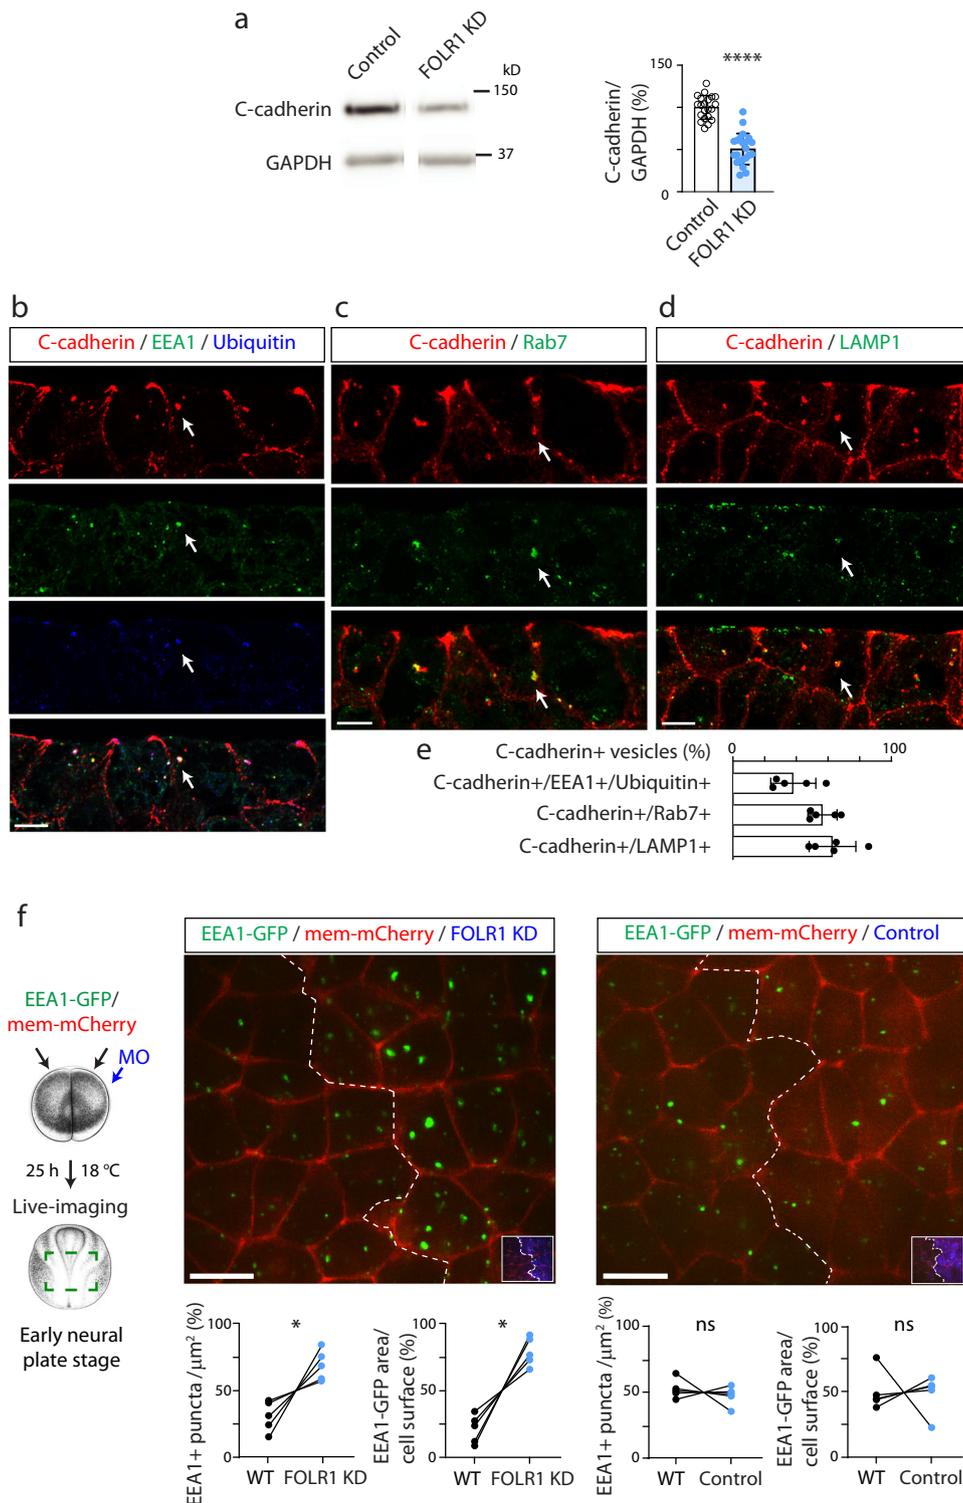 a
Control
FOLR1 KD
kD
150
C-cadherin
37
GAPDH
C-cadherin/
GAPDH (%)
150
0
****
Control
FOLR1 KD
b
C-cadherin / EEA1 / Ubiquitin
c
C-cadherin / Rab7
d
C-cadherin / LAMP1
e
C-cadherin+ vesicles (%)
0
100
C-cadherin+/EEA1+/Ubiquitin+
C-cadherin+/Rab7+
C-cadherin+/LAMP1+
f
EEA1-GFP/
mem-mCherry
MO
25 h
18 °C
Live-imaging
Early neural
plate stage
EEA1-GFP / mem-mCherry / FOLR1 KD
EEA1-GFP / mem-mCherry / Control
EEA1+ puncta /μm² (%)
100
50
0
*
WT
FOLR1 KD
EEA1-GFP area/
cell surface (%)
100
50
0
*
WT
FOLR1 KD
EEA1+ puncta /μm² (%)
100
50
0
ns
WT
Control
EEA1-GFP area/
cell surface (%)
100
50
0
ns
WT
Control